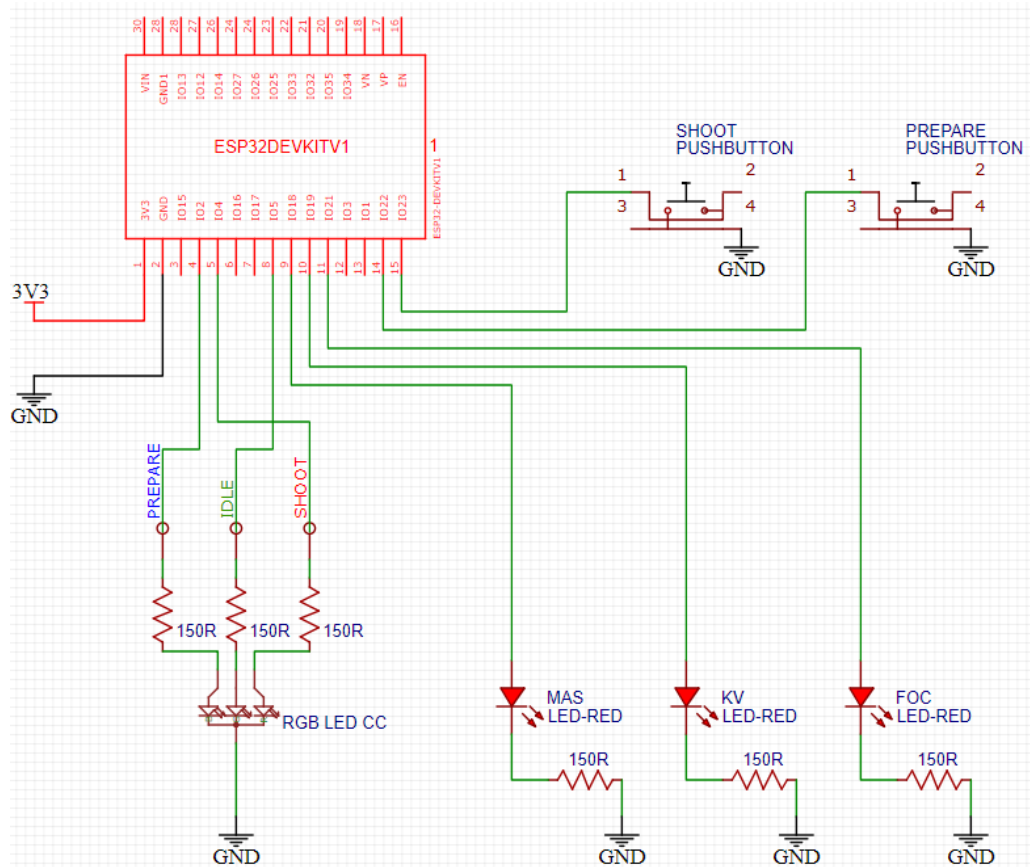 30 28 28 27 26 24 24 23 22 21 20 19 18 17 16
VIN GND1 IO13 IO12 IO14 IO27 IO26 IO25 IO33 IO32 IO35 IO34 VN VP EN
ESP32DEVKITV1
1
ESP32-DEVKITV1
3V3 GND IO15 IO2 IO4 IO16 IO17 IO5 IO18 IO19 IO21 IO3 IO1 IO22 IO23
1 2 3 4 5 6 7 8 9 10 11 12 13 14 15
SHOOT
PUSHBUTTON
1 2
3 4
GND
PREPARE
PUSHBUTTON
1 2
3 4
GND
3V3
GND
PREPARE
IDLE
SHOOT
150R
150R
150R
RGB LED CC
GND
MAS
LED-RED
150R
GND
KV
LED-RED
150R
GND
FOC
LED-RED
150R
GND